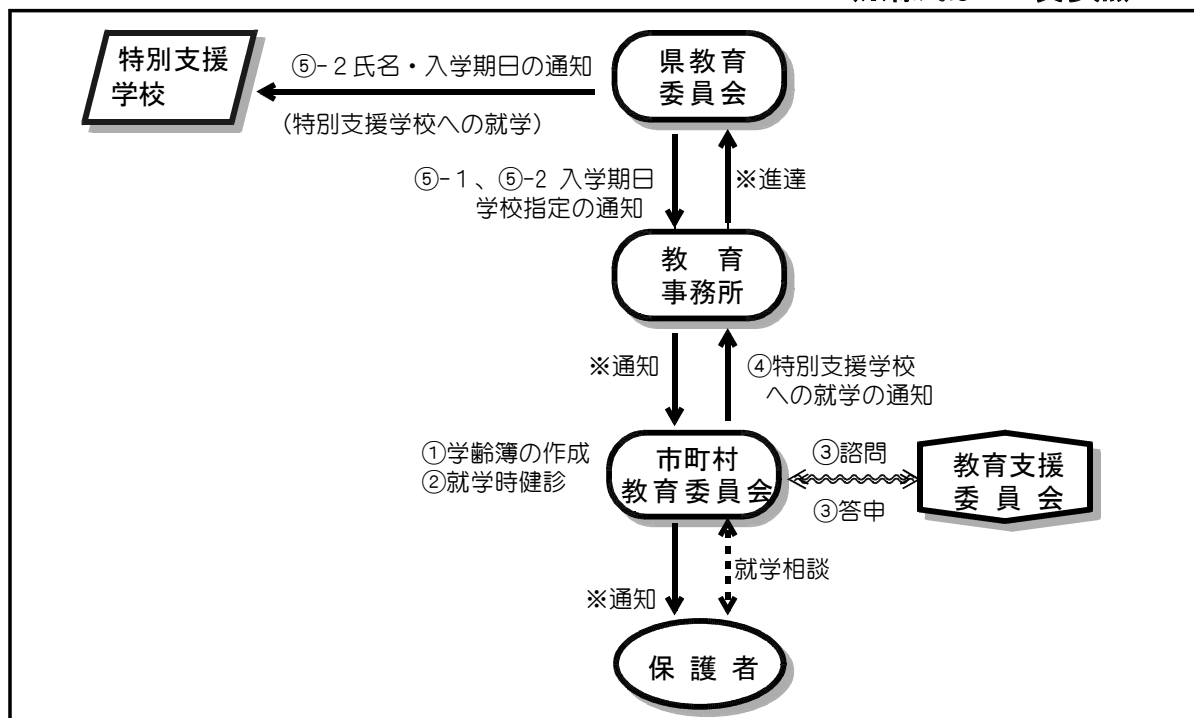 特別支援
学校
⑤-2氏名・入学期日の通知
(特別支援学校への就学)
県教育
委員会
⑤-1、⑤-2 入学期日
学校指定の通知
※進達
教 育
事務所
※通知
④特別支援学校
への就学の通知
①学齢簿の作成
②就学時健診
市町村
教育委員会
③諮問
③答申
教育支援
委 員 会
就学相談
※通知
保 護 者